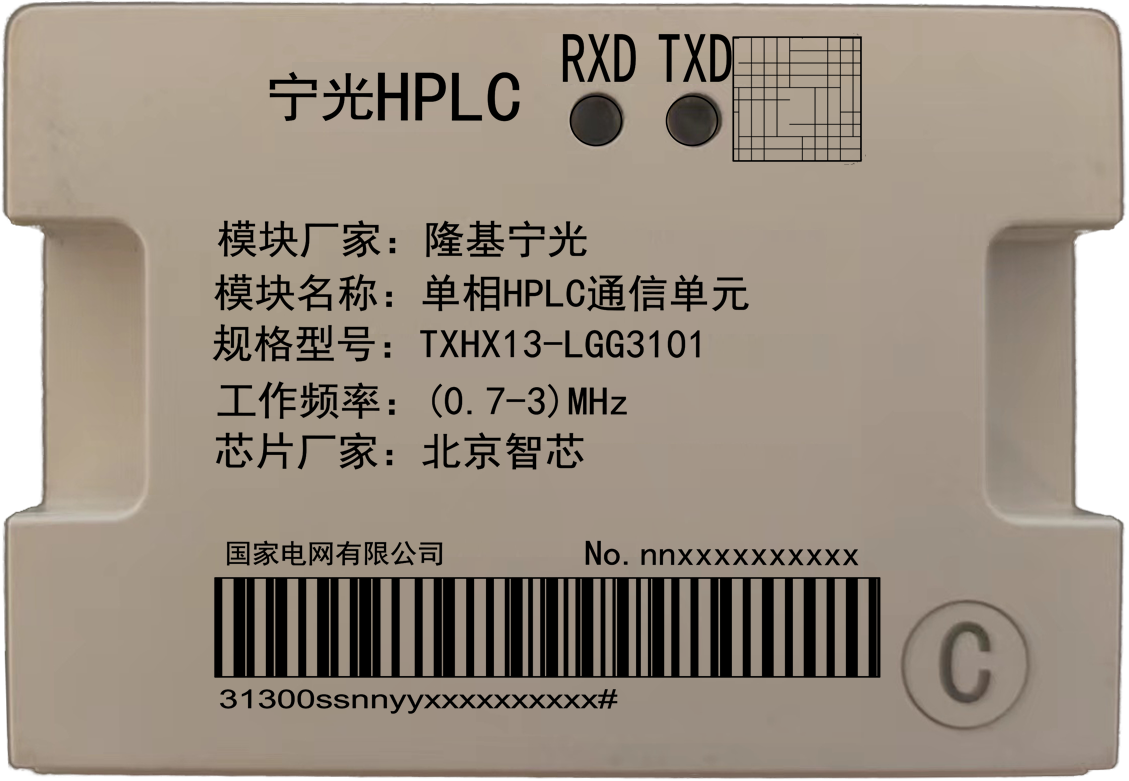 宁光HPLC RXD TXD
模块厂家：隆基宁光
模块名称：单相HPLC通信单元
规格型号：TXHX13-LGG3101
工作频率：(0.7-3)MHz
芯片厂家：北京智芯
国家电网有限公司 No.nnxxxxxxxxxx
31300ssnnyyxxxxxxxxxx#
C